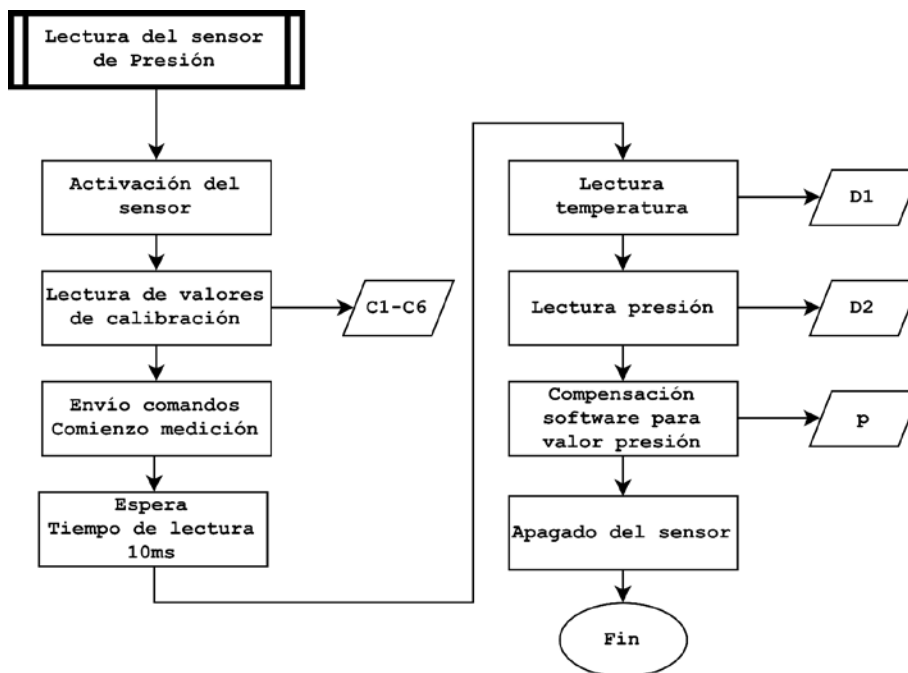 Lectura del sensor
de Presión
Activación del
sensor
Lectura de valores
de calibración
C1-C6
Envío comandos
Comienzo medición
Espera
Tiempo de lectura
10ms
Lectura
temperatura
D1
Lectura presión
D2
Compensación
software para
valor presión
p
Apagado del sensor
Fin